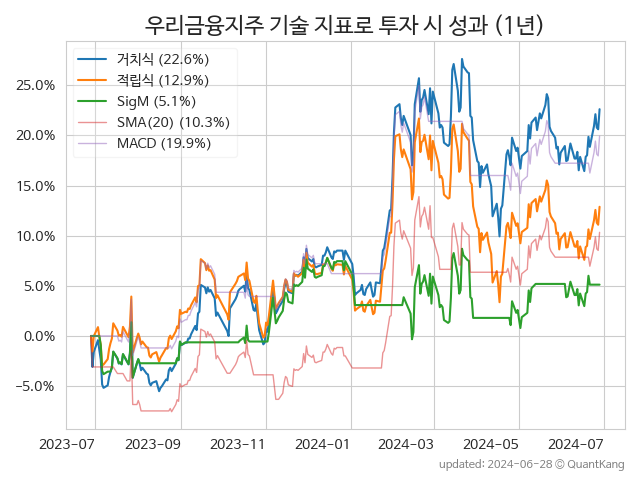 우리금융지주 기술 지표로 투자 시 성과 (1년)
거치식 (22.6%)
적립식 (12.9%)
SigM (5.1%)
SMA(20) (10.3%)
MACD (19.9%)
25.0%
20.0%
15.0%
10.0%
5.0%
0.0%
−5.0%
2023-07 2023-09 2023-11 2024-01 2024-03 2024-05 2024-07
updated: 2024-06-28 ⓒ QuantKang